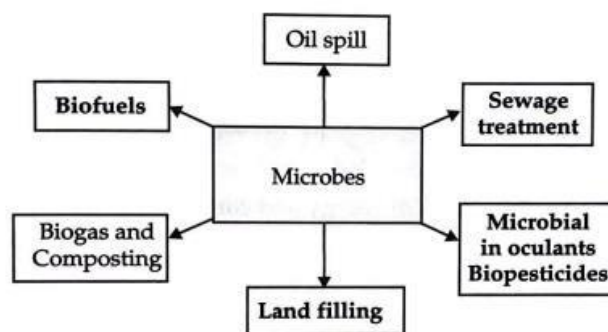 Oil spill
Biofuels
Sewage
treatment
Microbes
Biogas and
Composting
Microbial
in oculants
Biopesticides
Land filling